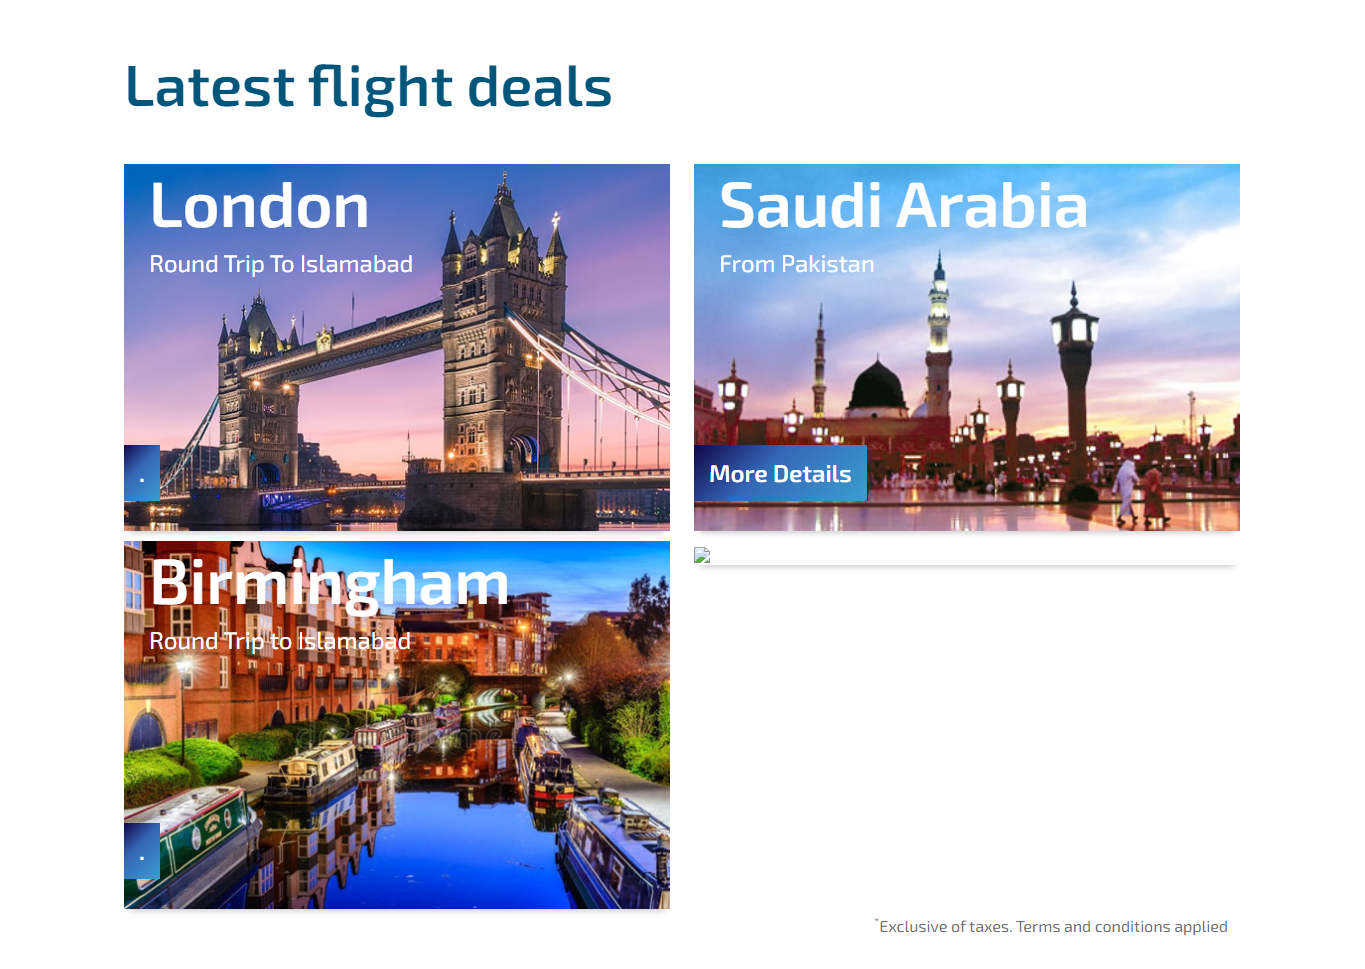 Latest flight deals
London
Round Trip To Islamabad
.
Saudi Arabia
From Pakistan
More Details
Birmingham
Round Trip to Islamabad
.
*Exclusive of taxes. Terms and conditions applied